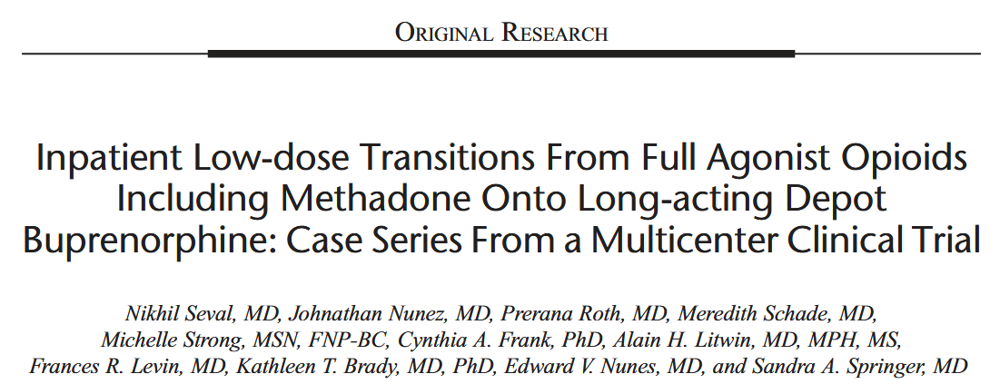 ORIGINAL RESEARCH
Inpatient Low-dose Transitions From Full Agonist Opioids
Including Methadone Onto Long-acting Depot
Buprenorphine: Case Series From a Multicenter Clinical Trial
Nikhil Seval, MD, Johnathan Nunez, MD, Prerana Roth, MD, Meredith Schade, MD,
Michelle Strong, MSN, FNP-BC, Cynthia A. Frank, PhD, Alain H. Litwin, MD, MPH, MS,
Frances R. Levin, MD, Kathleen T. Brady, MD, PhD, Edward V. Nunes, MD, and Sandra A. Springer, MD